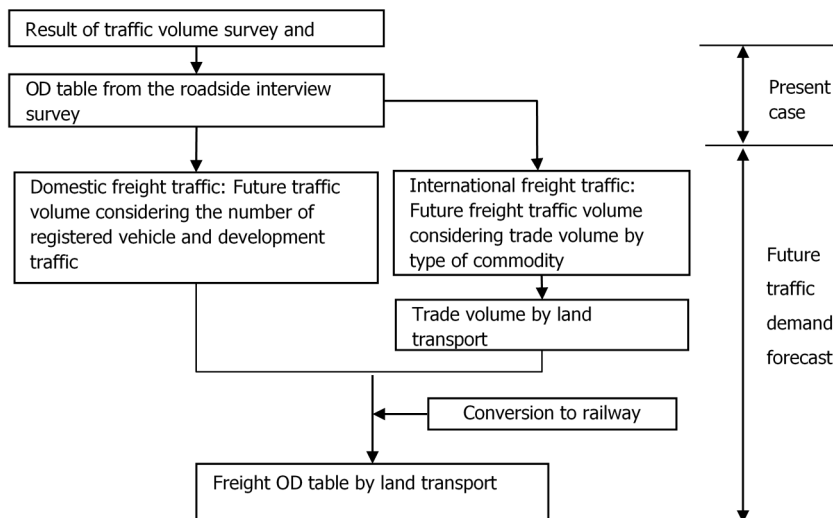 Result of traffic volume survey and
OD table from the roadside interview
survey
Present
case
Domestic freight traffic: Future traffic
volume considering the number of
registered vehicle and development
traffic
International freight traffic:
Future freight traffic volume
considering trade volume by
type of commodity
Future
traffic
demand
forecast
Trade volume by land
transport
Conversion to railway
Freight OD table by land transport